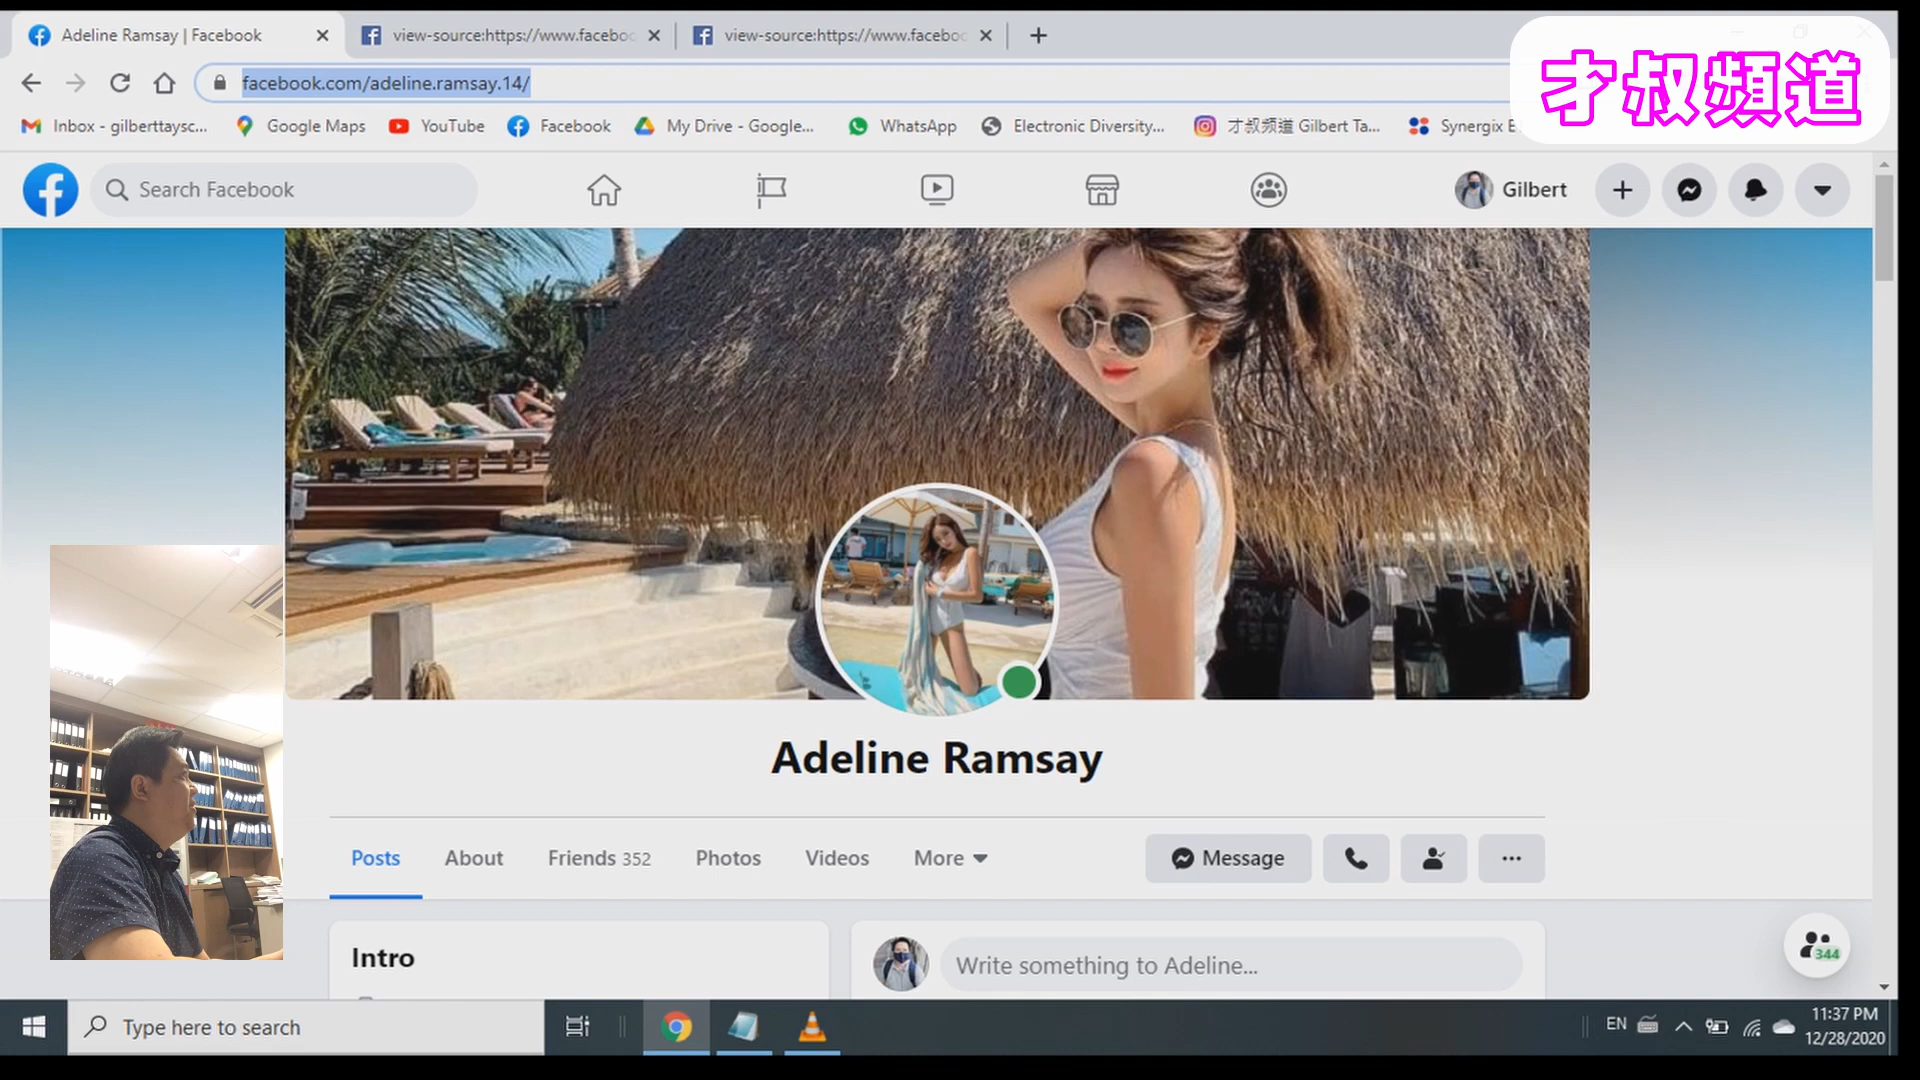 Adeline Ramsay | Facebook
view-source:https://www.faceboo
view-source:https://www.faceboo
才叔頻道
facebook.com/adeline.ramsay.14/
Inbox - gilberttaysc...
Google Maps
YouTube
Facebook
My Drive - Google...
WhatsApp
Electronic Diversity...
才叔频道 Gilbert Ta...
Synergix E
Search Facebook
Gilbert
Adeline Ramsay
Posts
About
Friends 352
Photos
Videos
More
Message
Intro
Write something to Adeline...
344
Type here to search
EN
11:37 PM
12/28/2020